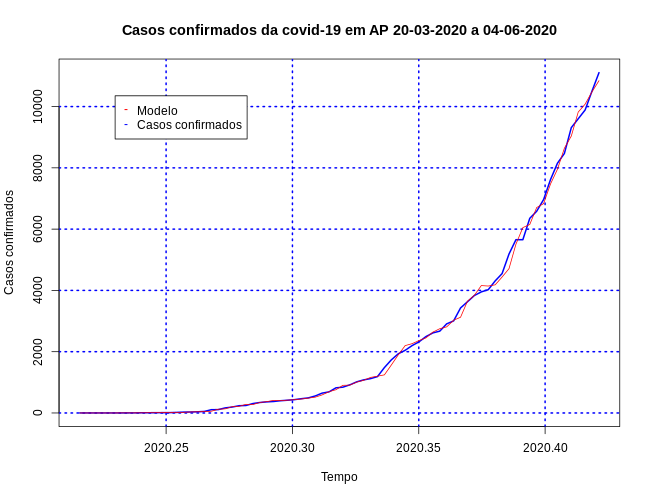 Casos confirmados da covid-19 em AP 20-03-2020 a 04-06-2020
Casos confirmados
10000
8000
6000
4000
2000
0
- Modelo
- Casos confirmados
2020.25 2020.30 2020.35 2020.40
Tempo